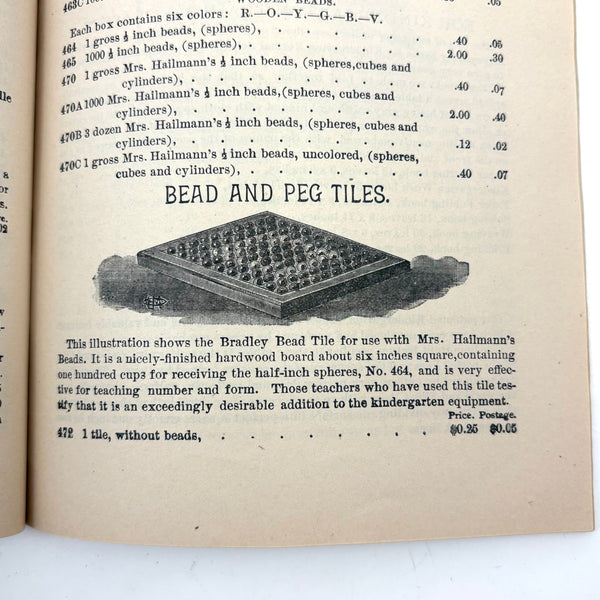 WOODEN BEADS.
Each box contains six colors: R.—O.—Y.—G.—B.—V.
464 1 gross ½ inch beads, (spheres), .40 .05
465 1000 ½ inch beads, (spheres), 2.00 .30
470 1 gross Mrs. Hailmann's ½ inch beads, (spheres,cubes and
cylinders), .40 .07
470A 1000 Mrs. Hailmann's ½ inch beads,(spheres, cubes and
cylinders), 2.00 .40
470B 3 dozen Mrs. Hailmann's ½ inch beads, (spheres, cubes and
cylinders), .12 .02
470C 1 gross Mrs. Hailmann's ½ inch beads, uncolored, (spheres,
cubes and cylinders), .40 .07
BEAD AND PEG TILES.
This illustration shows the Bradley Bead Tile for use with Mrs. Hailmann's
Beads. It is a nicely-finished hardwood board about six inches square,containing
one hundred cups for receiving the half-inch spheres, No. 464, and is very effec-
tive for teaching number and form. Those teachers who have used this tile tes-
tify that it is an exceedingly desirable addition to the kindergarten equipment.
Price. Postage.
472 1 tile, without beads, $0.25 $0.05